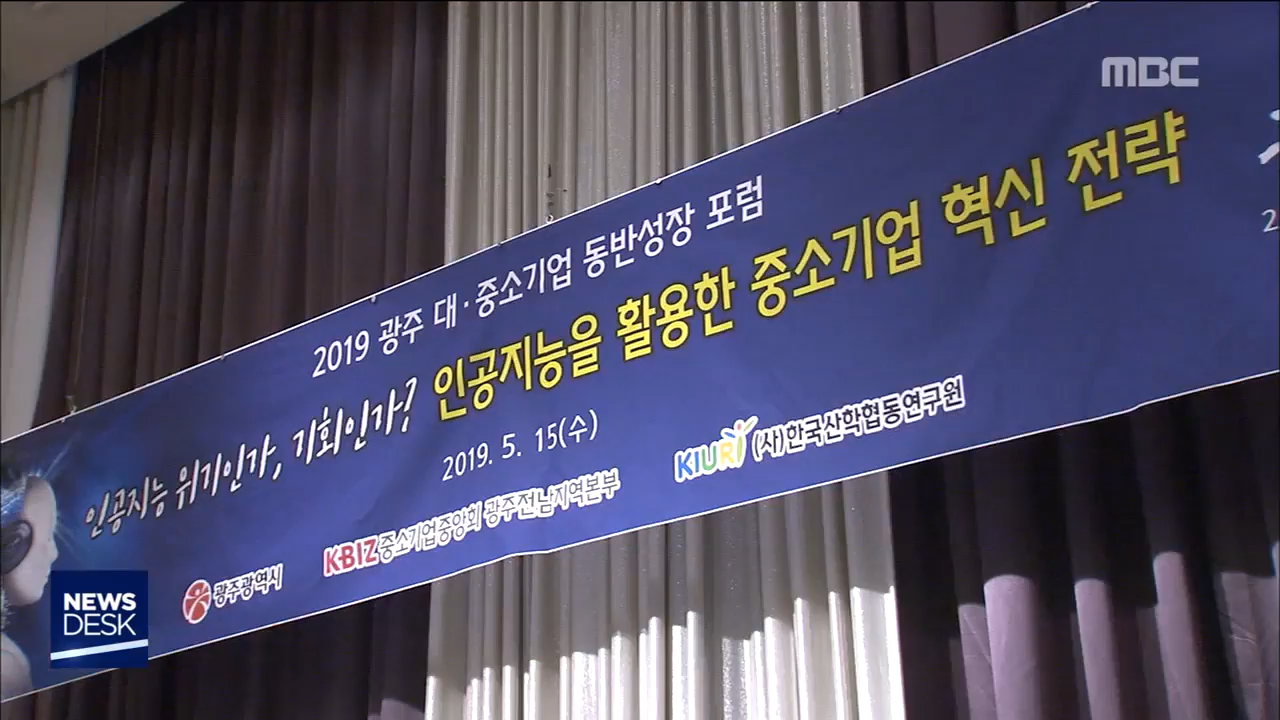 MBC
2019 광주 대·중소기업 동반성장 포럼
인공지능 위기인가, 기회인가? 인공지능을 활용한 중소기업 혁신 전략
2019. 5. 15(수)
광주광역시 K-BIZ 중소기업중앙회 광주전남지역본부 KIURI (사)한국산학협동연구원
NEWS
DESK